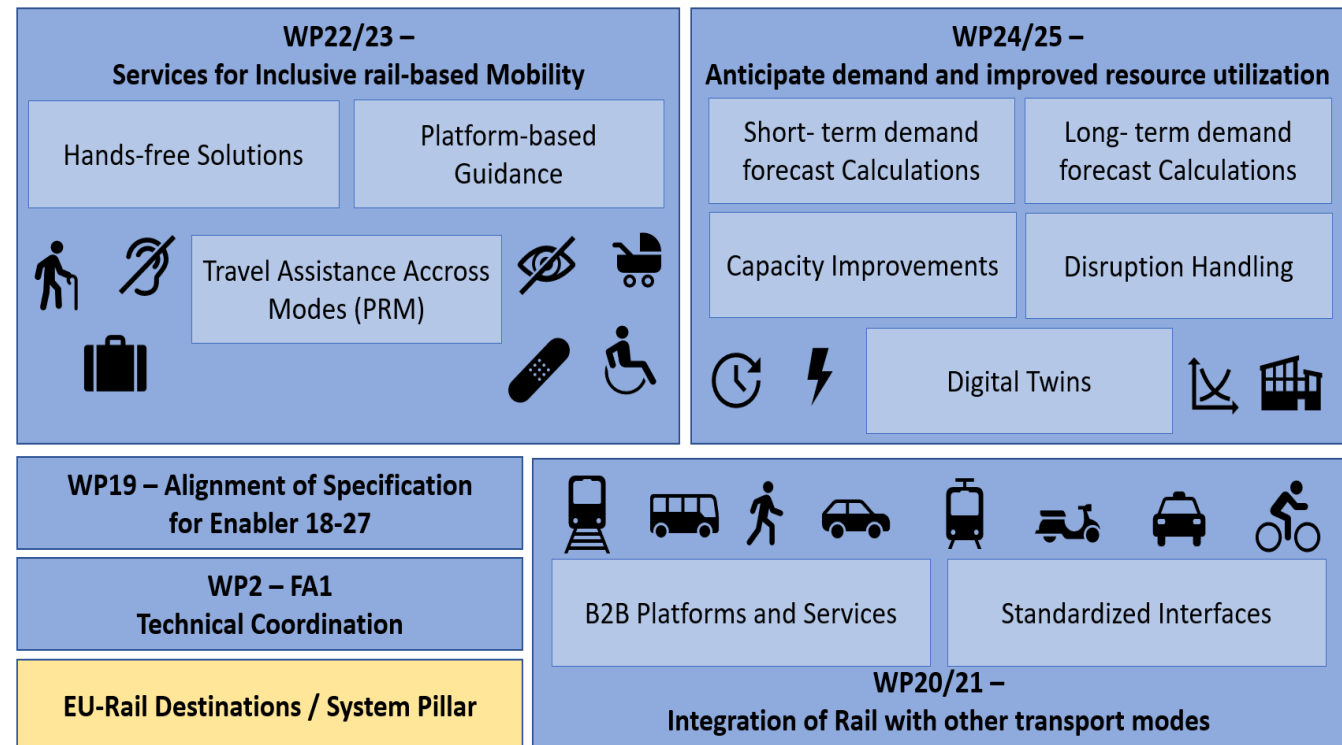 WP22/23 –
Services for Inclusive rail-based Mobility
Hands-free Solutions
Platform-based
Guidance
Travel Assistance Accross
Modes (PRM)
WP24/25 –
Anticipate demand and improved resource utilization
Short- term demand
forecast Calculations
Long- term demand
forecast Calculations
Capacity Improvements
Disruption Handling
Digital Twins
WP19 – Alignment of Specification
for Enabler 18-27
WP2 – FA1
Technical Coordination
EU-Rail Destinations / System Pillar
B2B Platforms and Services
Standardized Interfaces
WP20/21 –
Integration of Rail with other transport modes